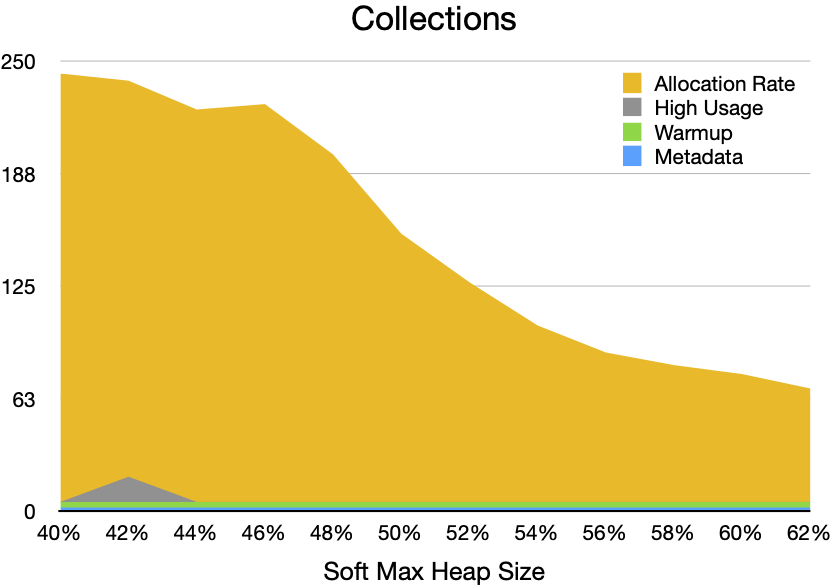 Collections
250
Allocation Rate
High Usage
Warmup
Metadata
188
125
63
0
40% 42% 44% 46% 48% 50% 52% 54% 56% 58% 60% 62%
Soft Max Heap Size